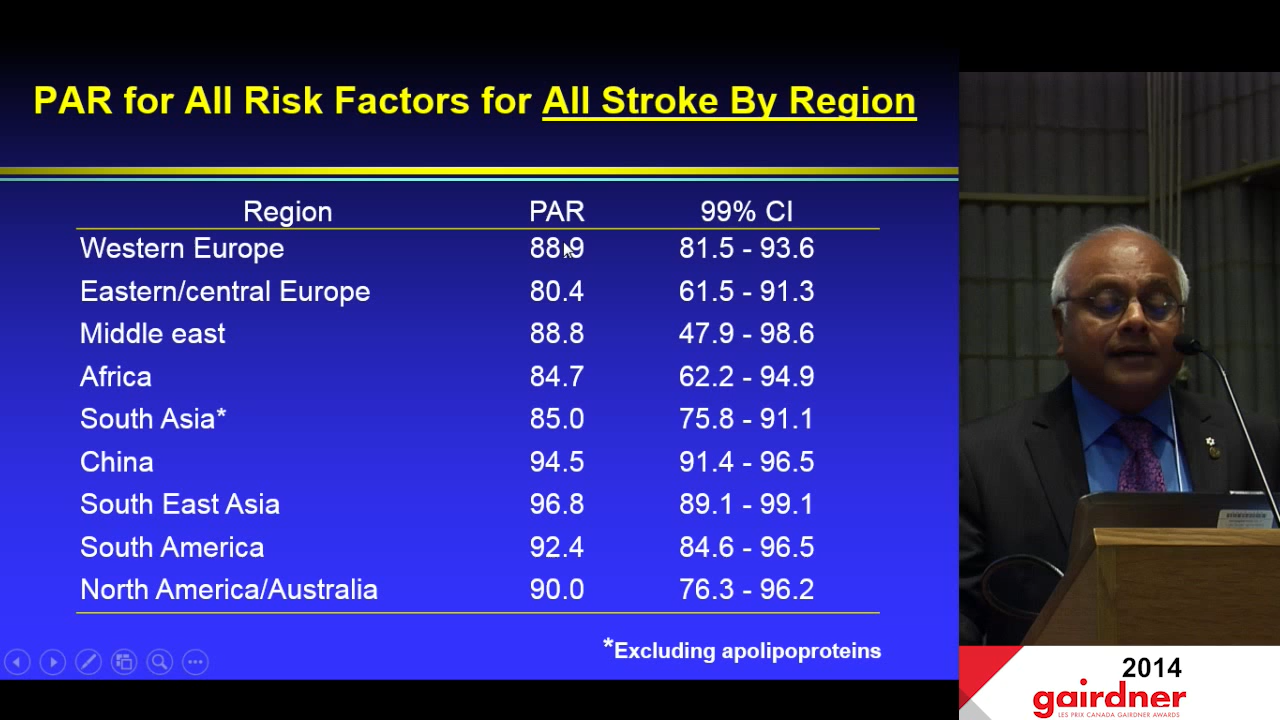 PAR for All Risk Factors for All Stroke By Region
Region PAR 99% CI
Western Europe 88.9 81.5 - 93.6
Eastern/central Europe 80.4 61.5 - 91.3
Middle east 88.8 47.9 - 98.6
Africa 84.7 62.2 - 94.9
South Asia* 85.0 75.8 - 91.1
China 94.5 91.4 - 96.5
South East Asia 96.8 89.1 - 99.1
South America 92.4 84.6 - 96.5
North America/Australia 90.0 76.3 - 96.2
*Excluding apolipoproteins
2014
gairdner
LES PRIX CANADA GAIRDNER AWARDS